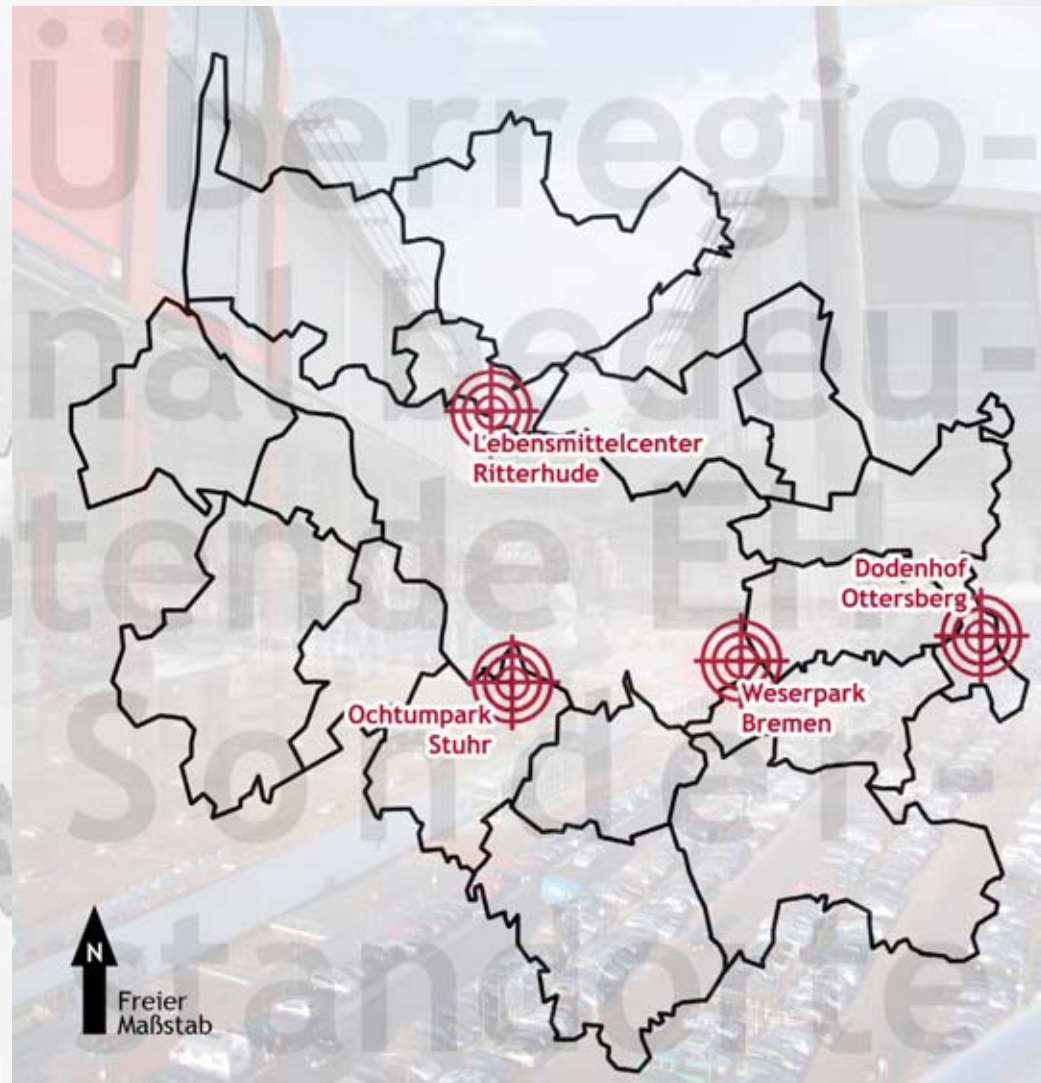 Überregio-
nal bedeu-
tende EH-
Sonder-
standorte
Lebensmittelcenter
Ritterhude
Dodenhof
Ottersberg
Weserpark
Bremen
Ochtumpark
Stuhr
N
Freier
Maßstab